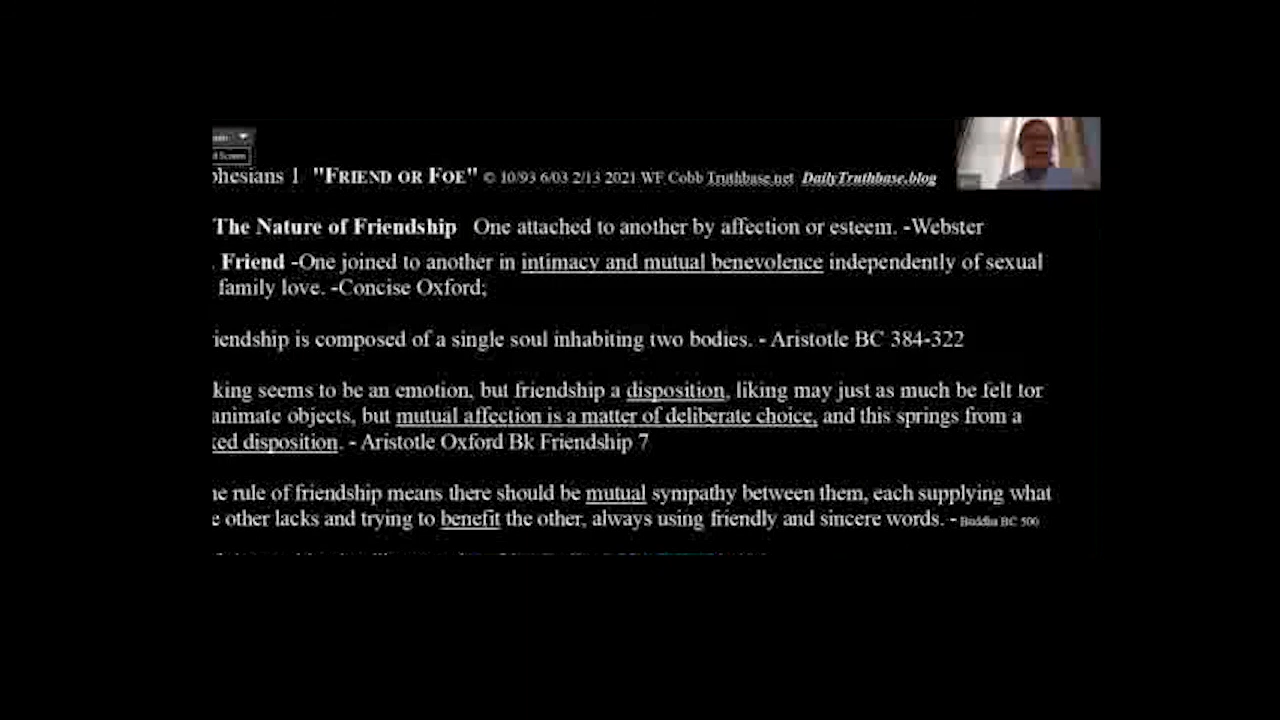 phesians 1 "FRIEND OR FOE" © 10/93 6/03 2/13 2021 WF Cobb Truthbase.net DailyTruthbase.blog
The Nature of Friendship One attached to another by affection or esteem. -Webster
. Friend -One joined to another in intimacy and mutual benevolence independently of sexual
family love. -Concise Oxford;
iendship is composed of a single soul inhabiting two bodies. - Aristotle BC 384-322
king seems to be an emotion, but friendship a disposition, liking may just as much be felt for
animate objects, but mutual affection is a matter of deliberate choice, and this springs from a
xed disposition. - Aristotle Oxford Bk Friendship 7
he rule of friendship means there should be mutual sympathy between them, each supplying what
e other lacks and trying to benefit the other, always using friendly and sincere words. - Buddha BC 500